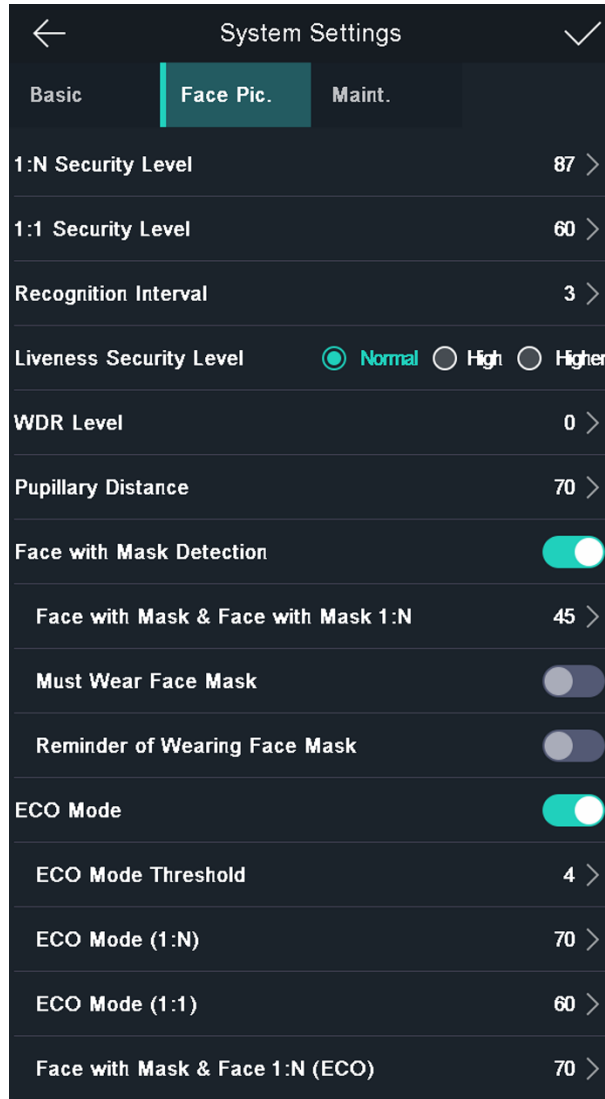 System Settings
Basic Face Pic. Maint.
1:N Security Level 87
1:1 Security Level 60
Recognition Interval 3
Liveness Security Level Normal High Higher
WDR Level 0
Pupillary Distance 70
Face with Mask Detection
Face with Mask & Face with Mask 1:N 45
Must Wear Face Mask
Reminder of Wearing Face Mask
ECO Mode
ECO Mode Threshold 4
ECO Mode (1:N) 70
ECO Mode (1:1) 60
Face with Mask & Face 1:N (ECO) 70